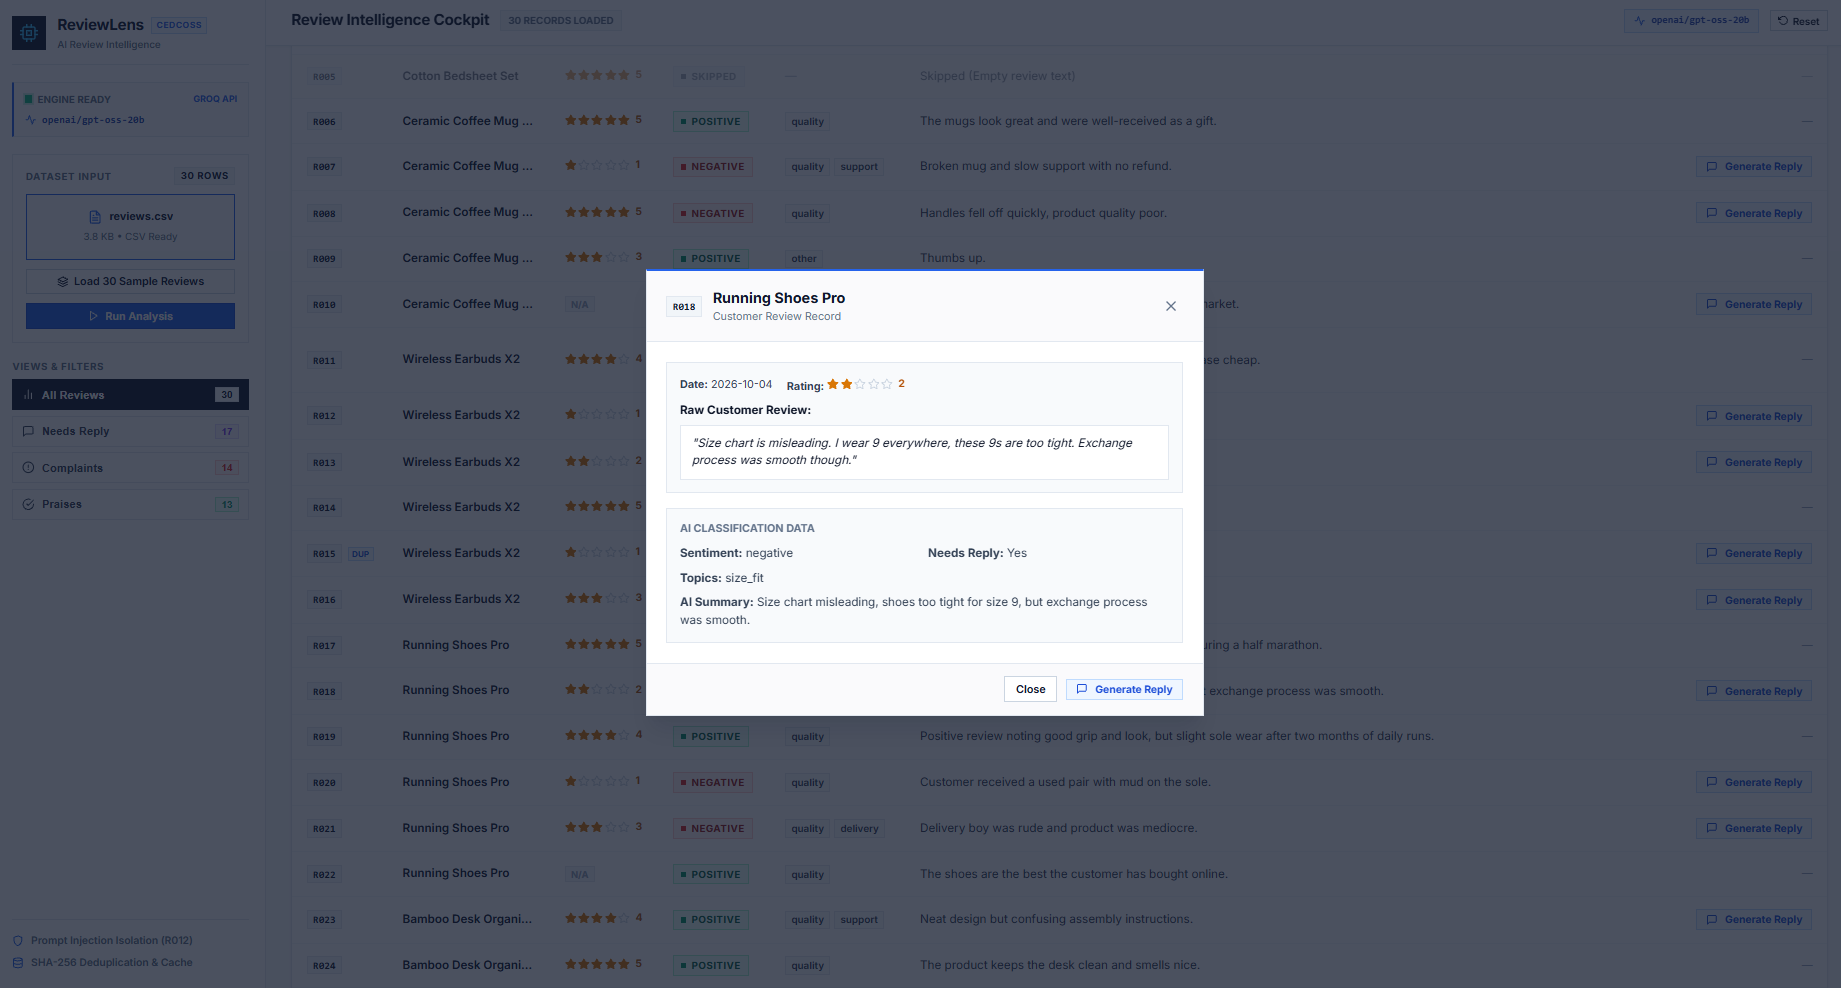 ReviewLens CEDCOSS
AI Review Intelligence
ENGINE READY GROQ API
openai/gpt-oss-20b
DATASET INPUT 30 ROWS
reviews.csv
3.8 KB • CSV Ready
Load 30 Sample Reviews
Run Analysis
VIEWS & FILTERS
All Reviews 30
Needs Reply 17
Complaints 14
Praises 13
Prompt Injection Isolation (R012)
SHA-256 Deduplication & Cache
Review Intelligence Cockpit 30 RECORDS LOADED openai/gpt-oss-20b Reset
R005 Cotton Bedsheet Set 5 SKIPPED — Skipped (Empty review text) —
R006 Ceramic Coffee Mug ... 5 POSITIVE quality The mugs look great and were well-received as a gift. —
R007 Ceramic Coffee Mug ... 1 NEGATIVE quality support Broken mug and slow support with no refund. Generate Reply
R008 Ceramic Coffee Mug ... 5 NEGATIVE quality Handles fell off quickly, product quality poor. Generate Reply
R009 Ceramic Coffee Mug ... 3 POSITIVE other Thumbs up. —
R010 Ceramic Coffee Mug ... N/A arket. Generate Reply
R011 Wireless Earbuds X2 4 se cheap. —
R012 Wireless Earbuds X2 1 Generate Reply
R013 Wireless Earbuds X2 2 Generate Reply
R014 Wireless Earbuds X2 5 —
R015 DUP Wireless Earbuds X2 1 Generate Reply
R016 Wireless Earbuds X2 3 Generate Reply
R017 Running Shoes Pro 5 uring a half marathon. —
R018 Running Shoes Pro 2 exchange process was smooth. Generate Reply
R019 Running Shoes Pro 4 POSITIVE quality Positive review noting good grip and look, but slight sole wear after two months of daily runs. —
R020 Running Shoes Pro 1 NEGATIVE quality Customer received a used pair with mud on the sole. Generate Reply
R021 Running Shoes Pro 3 NEGATIVE quality delivery Delivery boy was rude and product was mediocre. Generate Reply
R022 Running Shoes Pro N/A POSITIVE quality The shoes are the best the customer has bought online. —
R023 Bamboo Desk Organi... 4 POSITIVE quality support Neat design but confusing assembly instructions. Generate Reply
R024 Bamboo Desk Organi... 5 POSITIVE quality The product keeps the desk clean and smells nice. —
R018 Running Shoes Pro
Customer Review Record
Date: 2026-10-04 Rating: 2
Raw Customer Review:
"Size chart is misleading. I wear 9 everywhere, these 9s are too tight. Exchange
process was smooth though."
AI CLASSIFICATION DATA
Sentiment: negative Needs Reply: Yes
Topics: size_fit
AI Summary: Size chart misleading, shoes too tight for size 9, but exchange process
was smooth.
Close Generate Reply